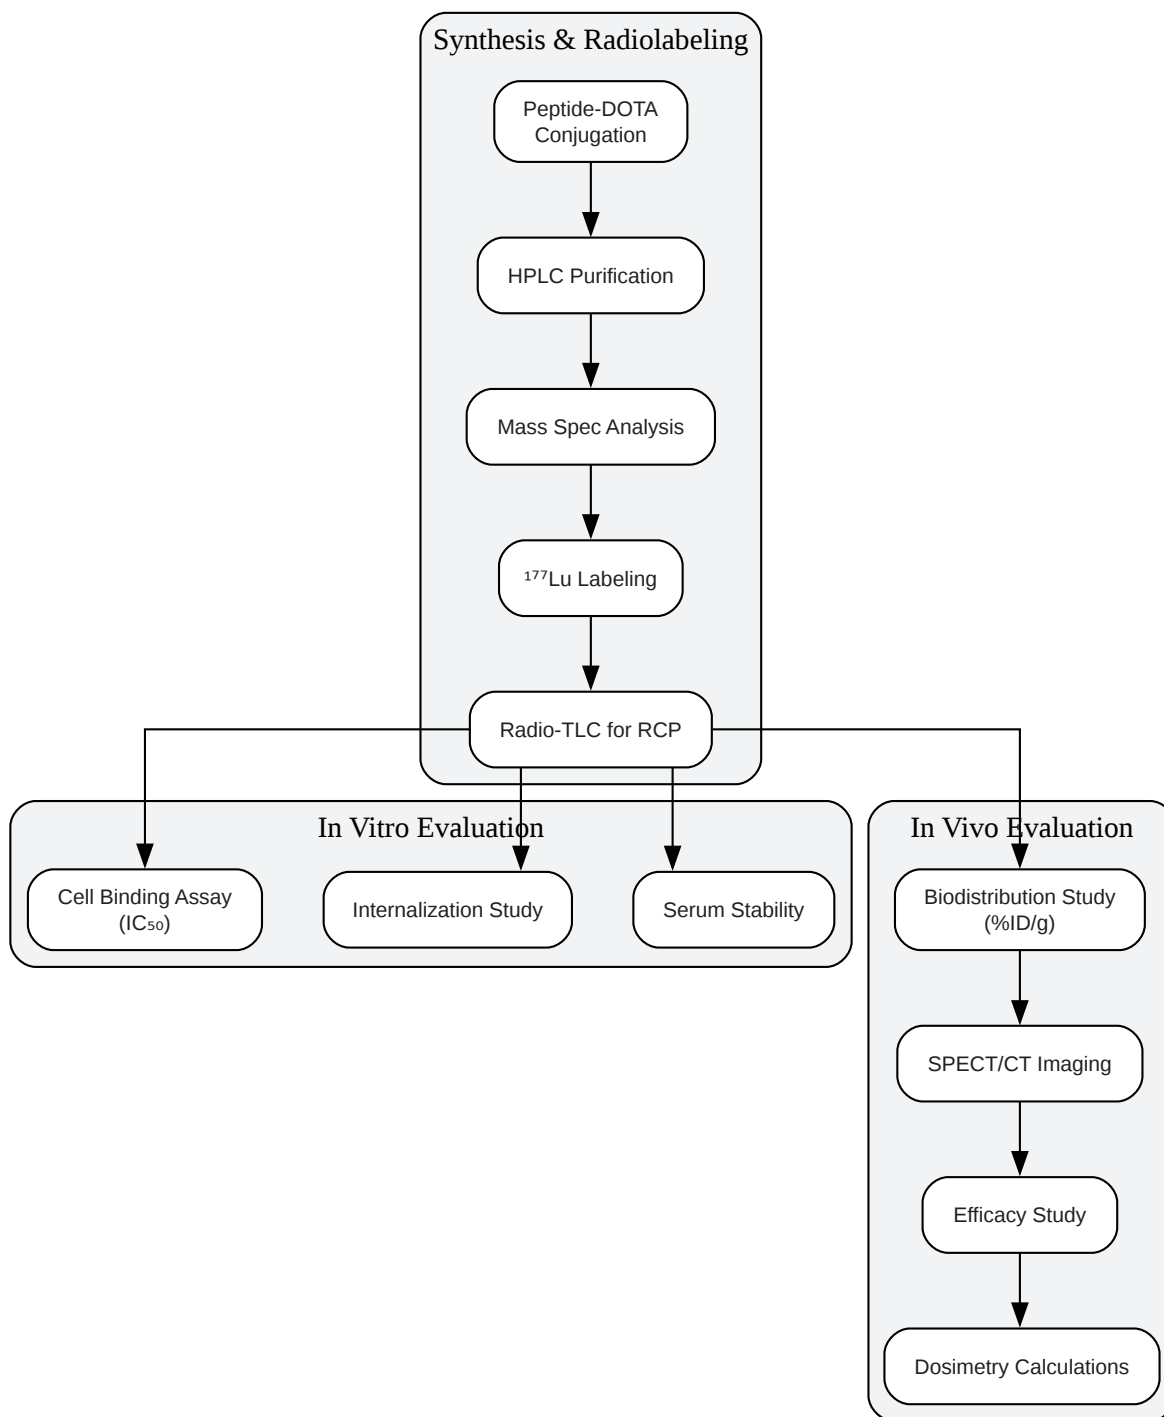 Synthesis & Radiolabeling
Peptide-DOTA
Conjugation
HPLC Purification
Mass Spec Analysis
¹⁷⁷Lu Labeling
Radio-TLC for RCP
In Vitro Evaluation
Cell Binding Assay
(IC₅₀)
Internalization Study
Serum Stability
In Vivo Evaluation
Biodistribution Study
(%ID/g)
SPECT/CT Imaging
Efficacy Study
Dosimetry Calculations